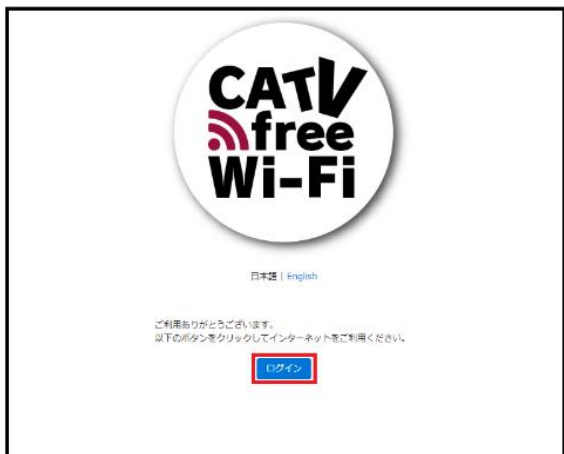 CATV
free
Wi-Fi
日本語 | English
ご利用ありがとうございます。
以下のボタンをクリックしてインターネットをご利用ください。
ログイン